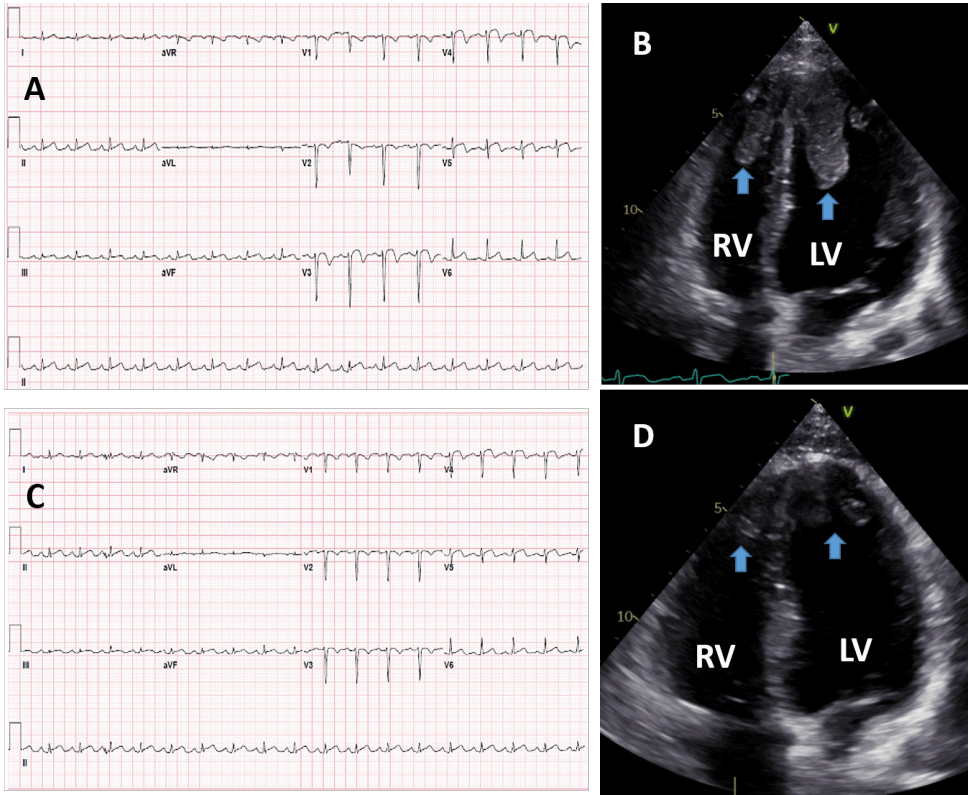 I aVR V1 V4
A
II aVL V2 V5
III aVF V3 V6
II
B
V
5
10
RV LV
C
I aVR V1 V4
II aVL V2 V5
III aVF V3 V6
II
D
V
5
10
RV LV